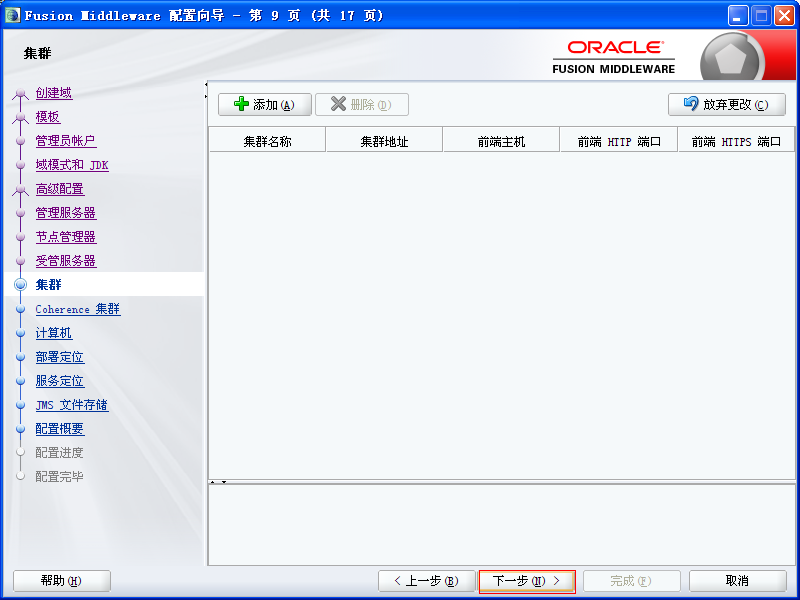 Fusion Middleware 配置向导 - 第 9 页 (共 17 页)
集群
ORACLE
FUSION MIDDLEWARE
创建域
模板
管理员帐户
域模式和 JDK
高级配置
管理服务器
节点管理器
受管服务器
集群
Coherence 集群
计算机
部署定位
服务定位
JMS 文件存储
配置概要
配置进度
配置完毕
添加(A) 删除(D) 放弃更改(C)
集群名称 集群地址 前端主机 前端 HTTP 端口 前端 HTTPS 端口
帮助(H) < 上一步(B) 下一步(N) > 完成(F) 取消